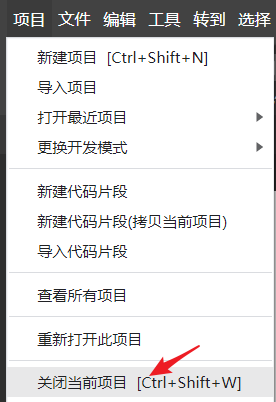 项目 文件 编辑 工具 转到 选择
新建项目 [Ctrl+Shift+N]
导入项目
打开最近项目
更换开发模式
新建代码片段
新建代码片段(拷贝当前项目)
导入代码片段
查看所有项目
重新打开此项目
关闭当前项目 [Ctrl+Shift+W]